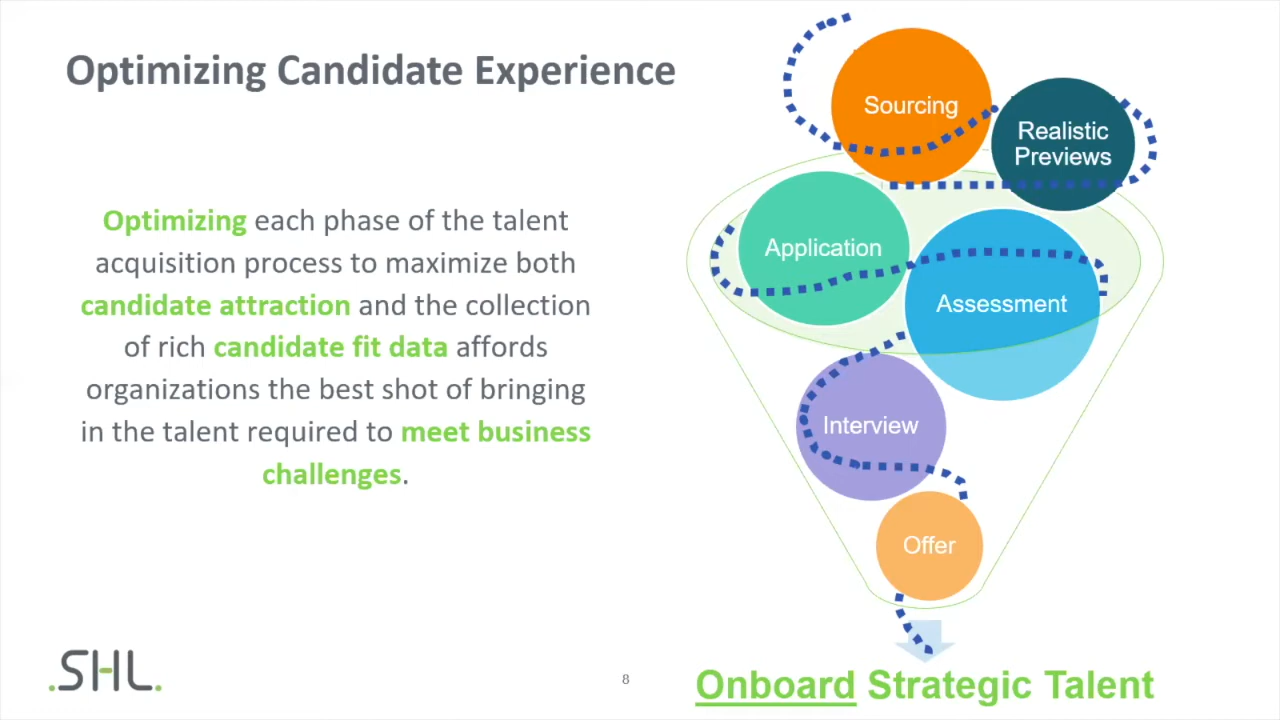 Optimizing Candidate Experience
Optimizing each phase of the talent
acquisition process to maximize both
candidate attraction and the collection
of rich candidate fit data affords
organizations the best shot of bringing
in the talent required to meet business
challenges.
Sourcing
Realistic
Previews
Application
Assessment
Interview
Offer
Onboard Strategic Talent
.SHL.
8